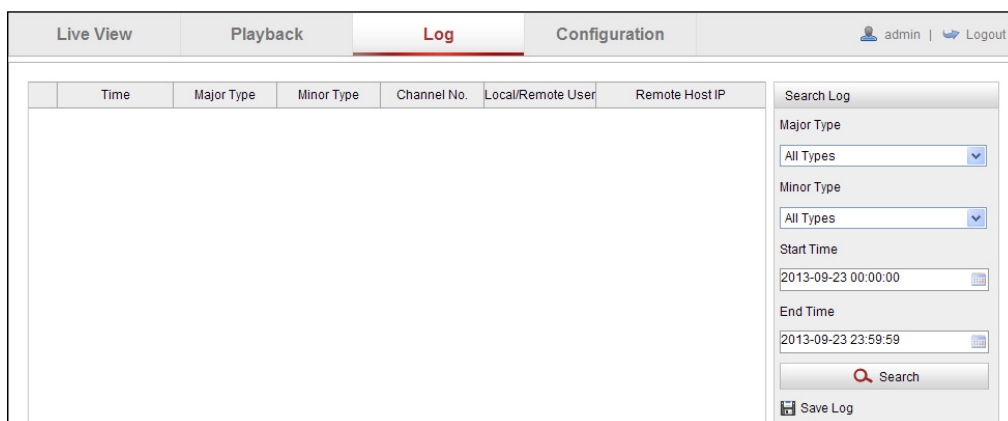 Live View Playback Log Configuration admin | Logout
Time Major Type Minor Type Channel No. Local/Remote User Remote Host IP
Search Log
Major Type
All Types
Minor Type
All Types
Start Time
2013-09-23 00:00:00
End Time
2013-09-23 23:59:59
Search
Save Log